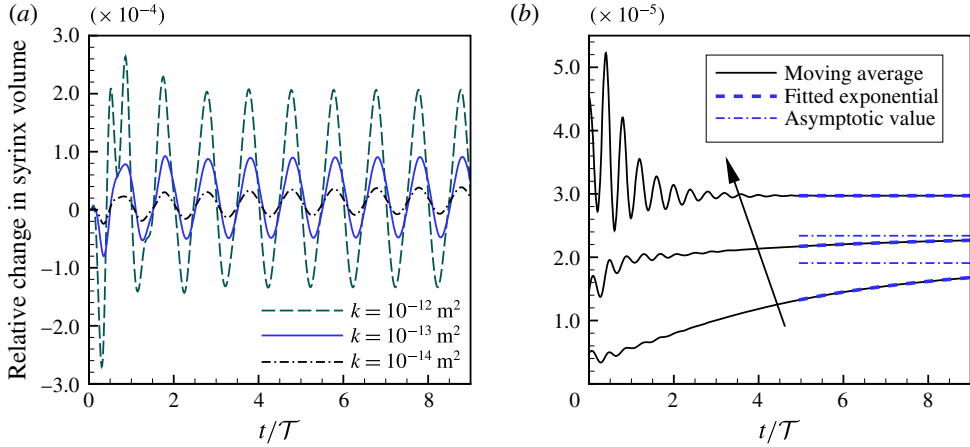 (a)
(× 10⁻⁴)
3.0
2.0
1.0
0
−1.0
−2.0
−3.0
Relative change in syrinx volume
k = 10⁻¹² m²
k = 10⁻¹³ m²
k = 10⁻¹⁴ m²
0 2 4 6 8
t/𝒯
(b)
(× 10⁻⁵)
5.0
4.0
3.0
2.0
1.0
Moving average
Fitted exponential
Asymptotic value
0 2 4 6 8
t/𝒯